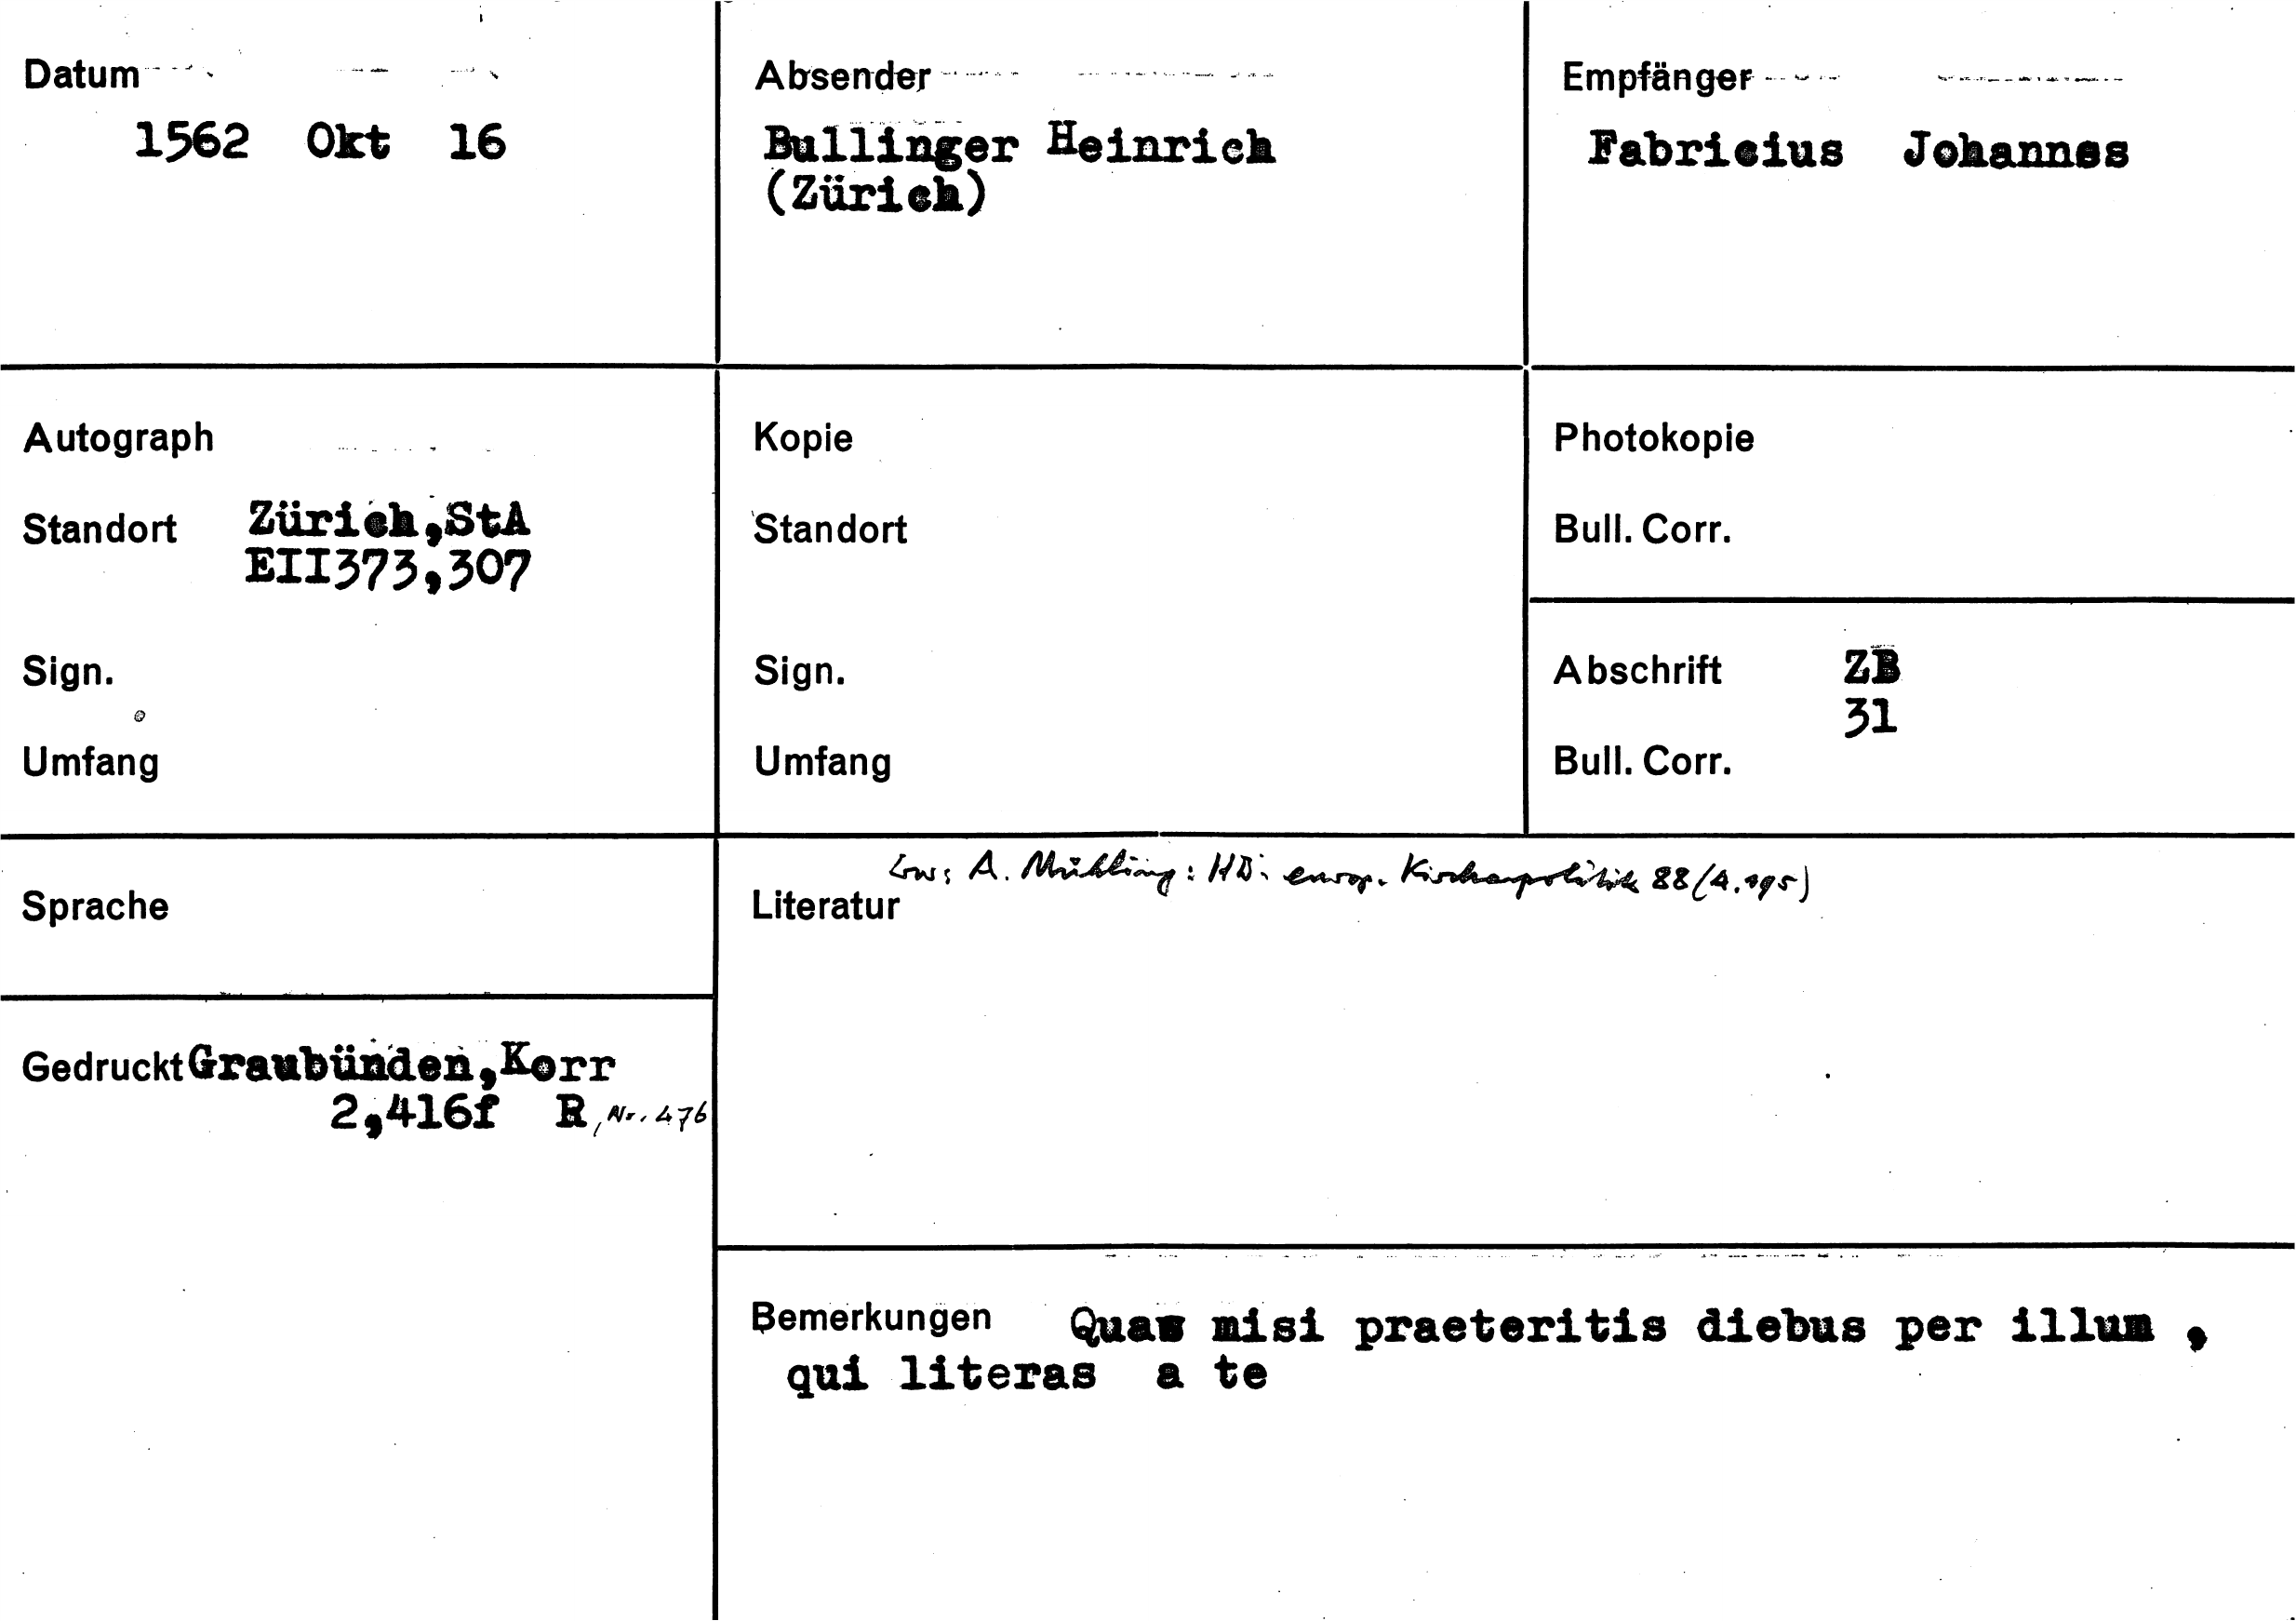 Datum
1562 Okt 16
Absender
Bullinger Heinrich
(Zürich)
Empfänger
Fabricius Johannes
Autograph
Standort Zürich,StA
EII373,307
Sign.
Umfang
Kopie
Standort
Sign.
Umfang
Photokopie
Bull. Corr.
Abschrift ZB
31
Bull. Corr.
Sprache
Gedruckt Graubünden,Korr
2,416f R, Nr. 476
A. Mühling: HB: europ. Kirchenpolitik 88 (A. 195)
Literatur
Bemerkungen Quas misi praeteritis diebus per illum ,
qui literas a te